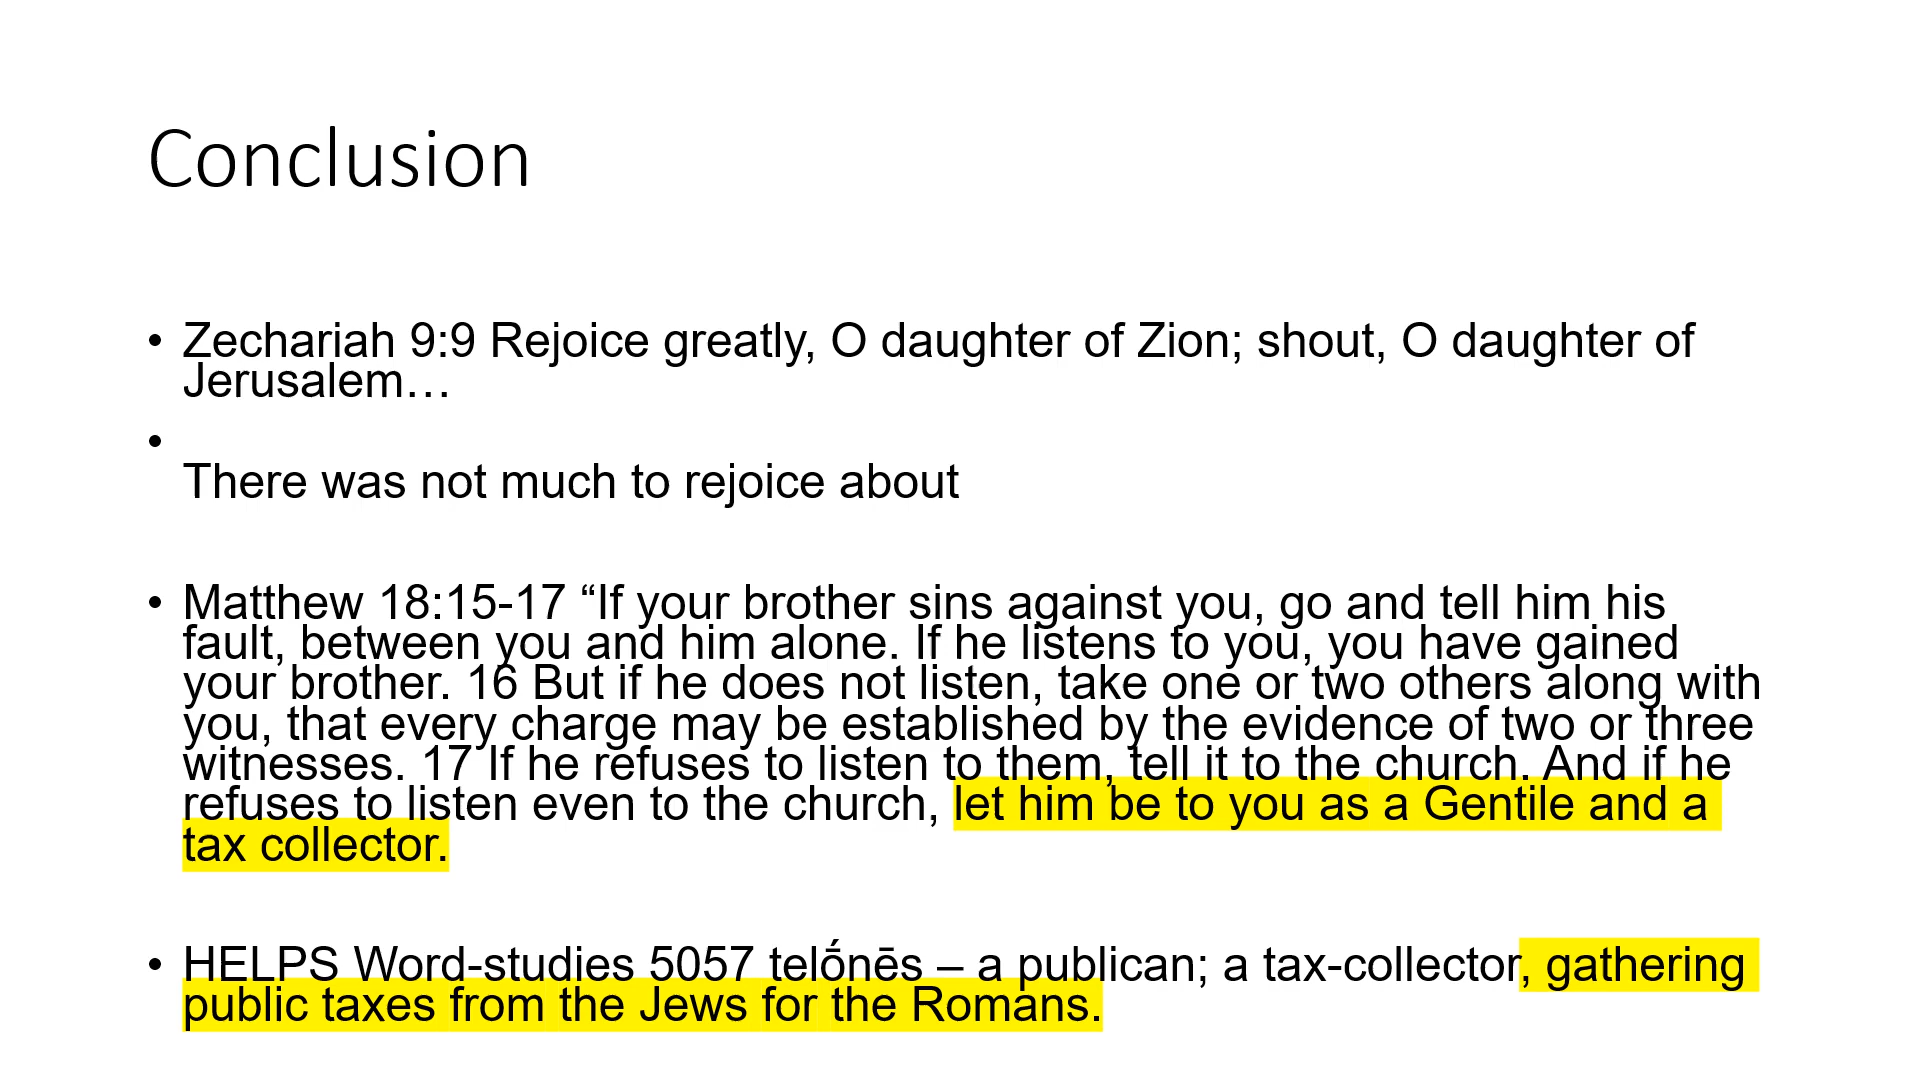 Conclusion
• Zechariah 9:9 Rejoice greatly, O daughter of Zion; shout, O daughter of
Jerusalem…
•
There was not much to rejoice about
• Matthew 18:15-17 “If your brother sins against you, go and tell him his
fault, between you and him alone. If he listens to you, you have gained
your brother. 16 But if he does not listen, take one or two others along with
you, that every charge may be established by the evidence of two or three
witnesses. 17 If he refuses to listen to them, tell it to the church. And if he
refuses to listen even to the church, let him be to you as a Gentile and a
tax collector.
• HELPS Word-studies 5057 telṓnēs – a publican; a tax-collector, gathering
public taxes from the Jews for the Romans.